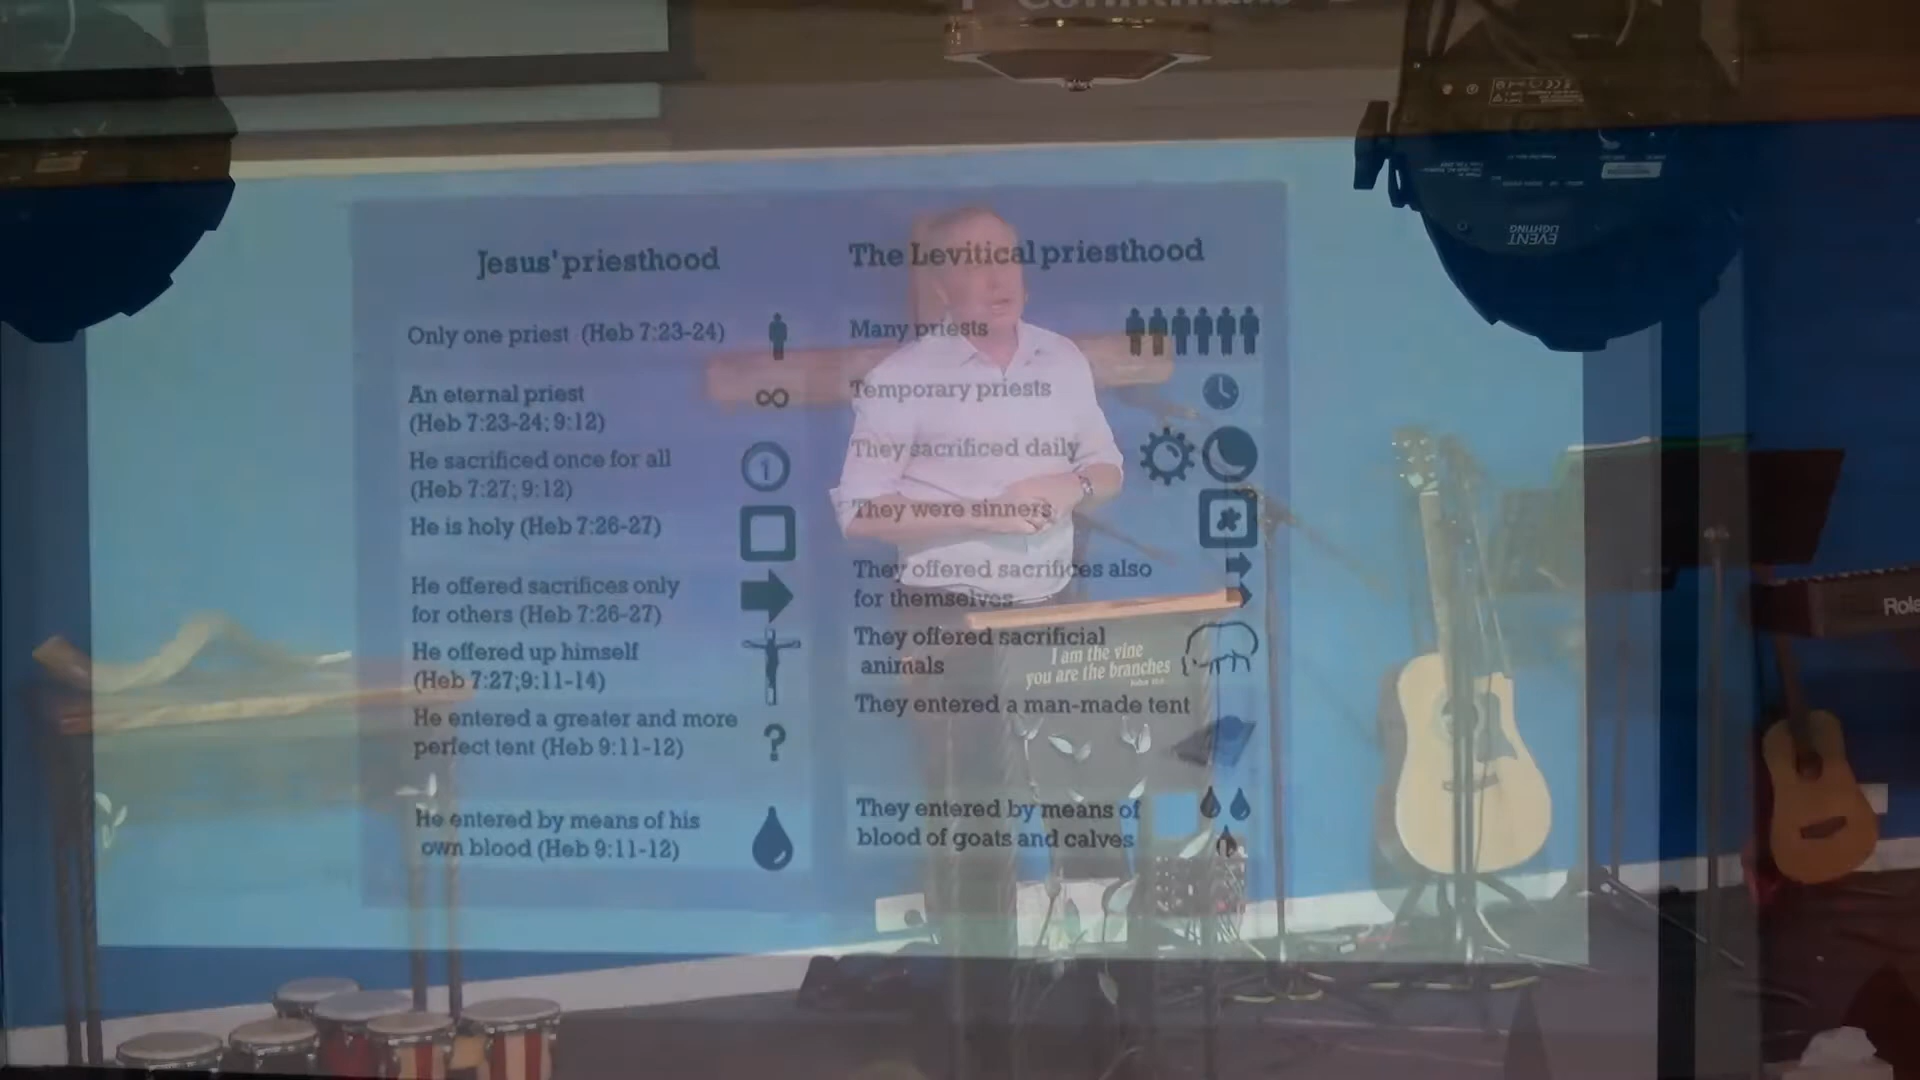 Corinthians
Jesus' priesthood
Only one priest (Heb 7:23-24)
An eternal priest
(Heb 7:23-24; 9:12)
He sacrificed once for all
(Heb 7:27; 9:12)
1
He is holy (Heb 7:26-27)
He offered sacrifices only
for others (Heb 7:26-27)
He offered up himself
(Heb 7:27;9:11-14)
He entered a greater and more
perfect tent (Heb 9:11-12)
?
He entered by means of his
own blood (Heb 9:11-12)
The Levitical priesthood
Many priests
Temporary priests
They sacrificed daily
They were sinners
They offered sacrifices also
for themselves
They offered sacrificial
animals
They entered a man-made tent
They entered by means of
blood of goats and calves
I am the vine
you are the branches
EVENT
LIGHTING
Rola